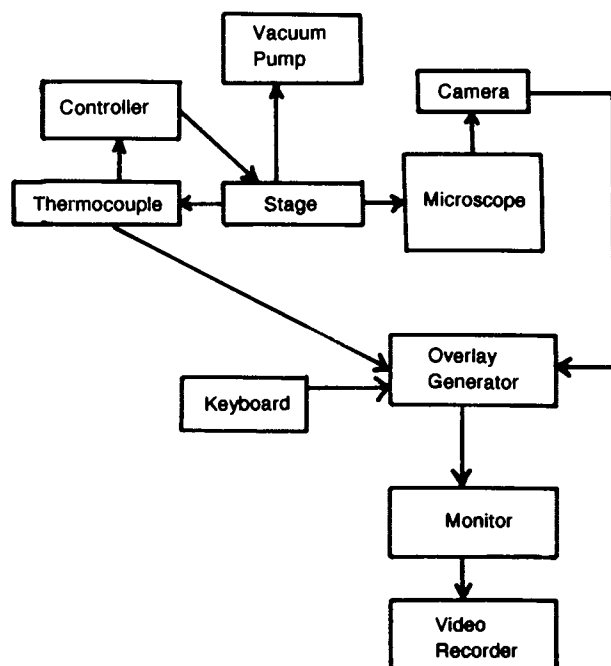 Vacuum
Pump
Controller
Camera
Thermocouple
Stage
Microscope
Overlay
Generator
Keyboard
Monitor
Video
Recorder